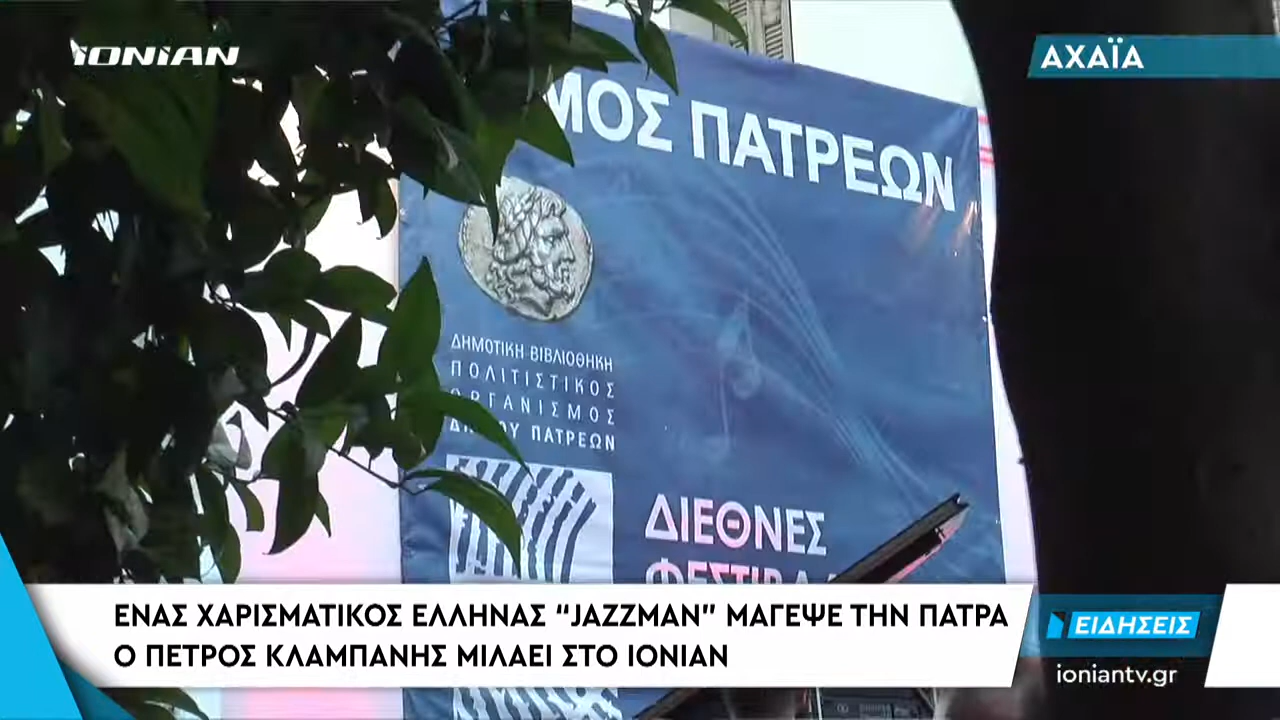 IONIAN
ΑΧΑΪΑ
ΠΑΤΡΕΩΝ
ΔΗΜΟΤΙΚΗ ΒΙΒΛΙΟΘΗΚΗ
ΠΟΛΙΤΙΣΤΙΚΟΣ
ΟΡΓΑΝΙΣΜΟΣ
ΠΑΤΡΕΩΝ
ΔΙΕΘΝΕΣ
ΕΝΑΣ ΧΑΡΙΣΜΑΤΙΚΟΣ ΕΛΛΗΝΑΣ “JAZZMAN” ΜΑΓΕΨΕ ΤΗΝ ΠΑΤΡΑ
Ο ΠΕΤΡΟΣ ΚΛΑΜΠΑΝΗΣ ΜΙΛΑΕΙ ΣΤΟ ΙΟΝΙΑΝ
ΕΙΔΗΣΕΙΣ
ioniantv.gr